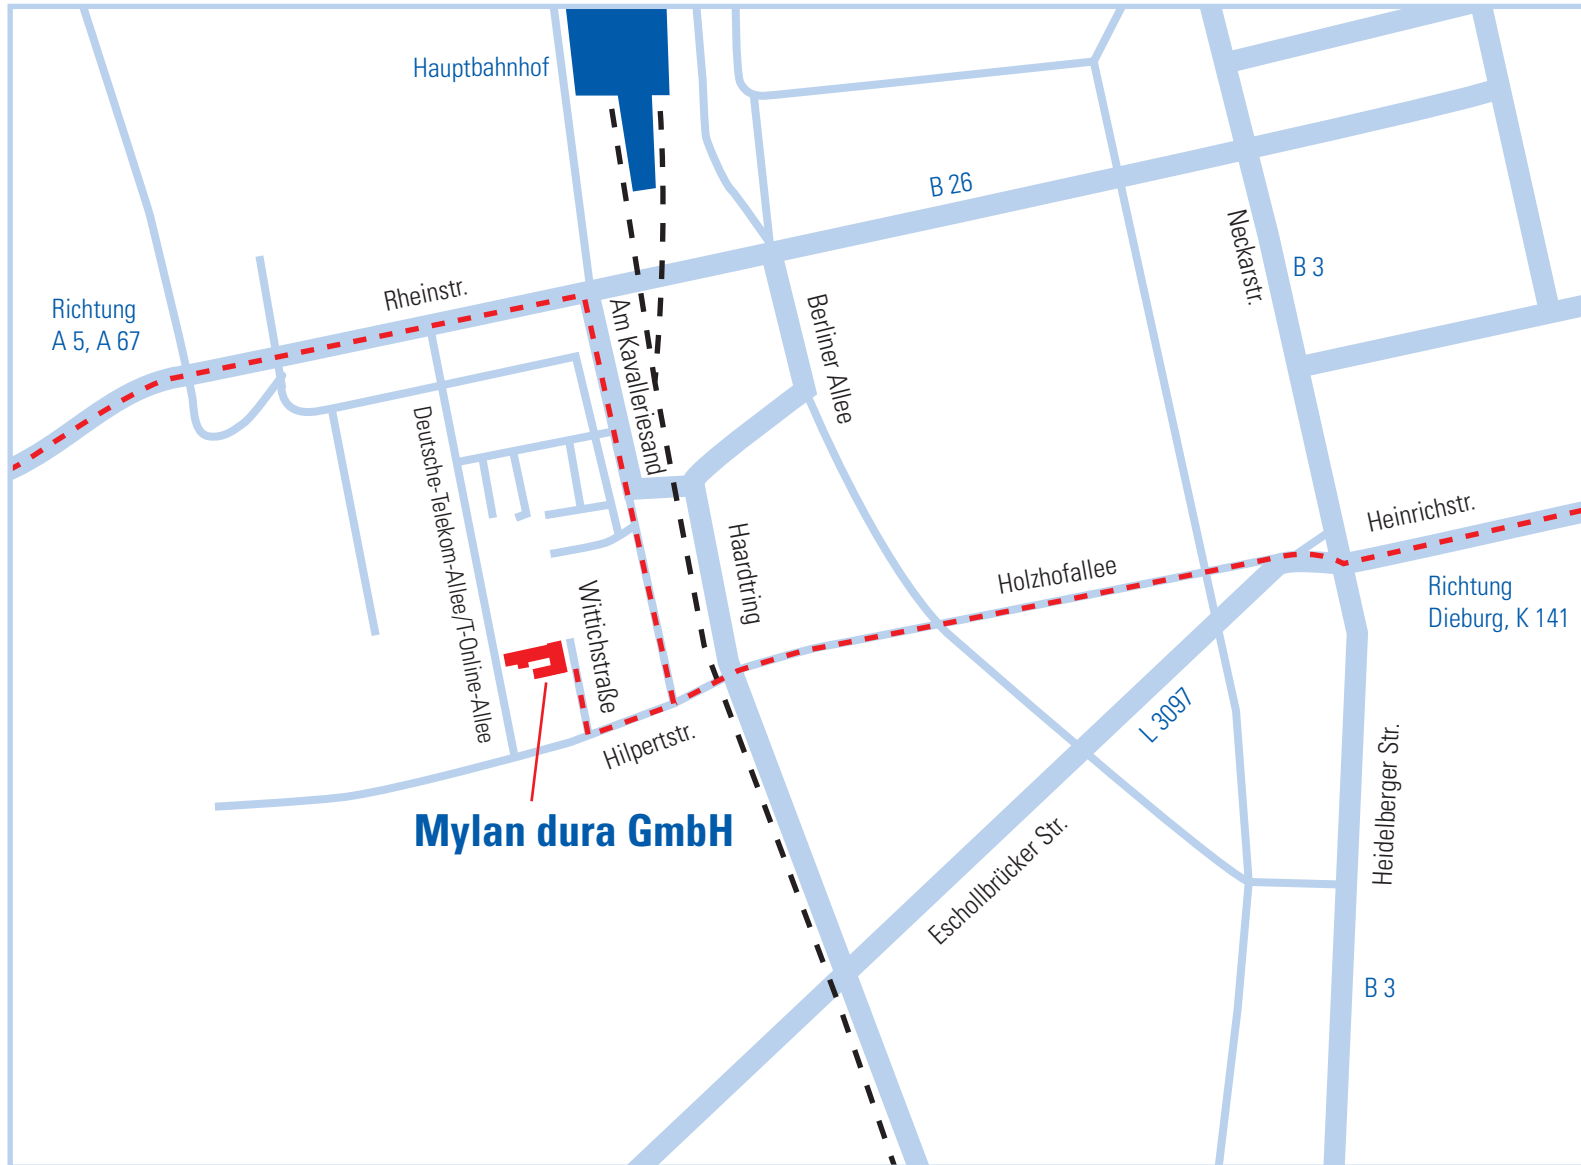 Hauptbahnhof
B 26
Neckarstr.
B 3
Richtung
A 5, A 67
Rheinstr.
Am Kavalleriesand
Berliner Allee
Deutsche-Telekom-Allee/T-Online-Allee
Haardtring
Heinrichstr.
Holzhofallee
Richtung
Dieburg, K 141
Wittichstraße
Hilpertstr.
L 3097
Heidelberger Str.
Mylan dura GmbH
Eschollbrücker Str.
B 3